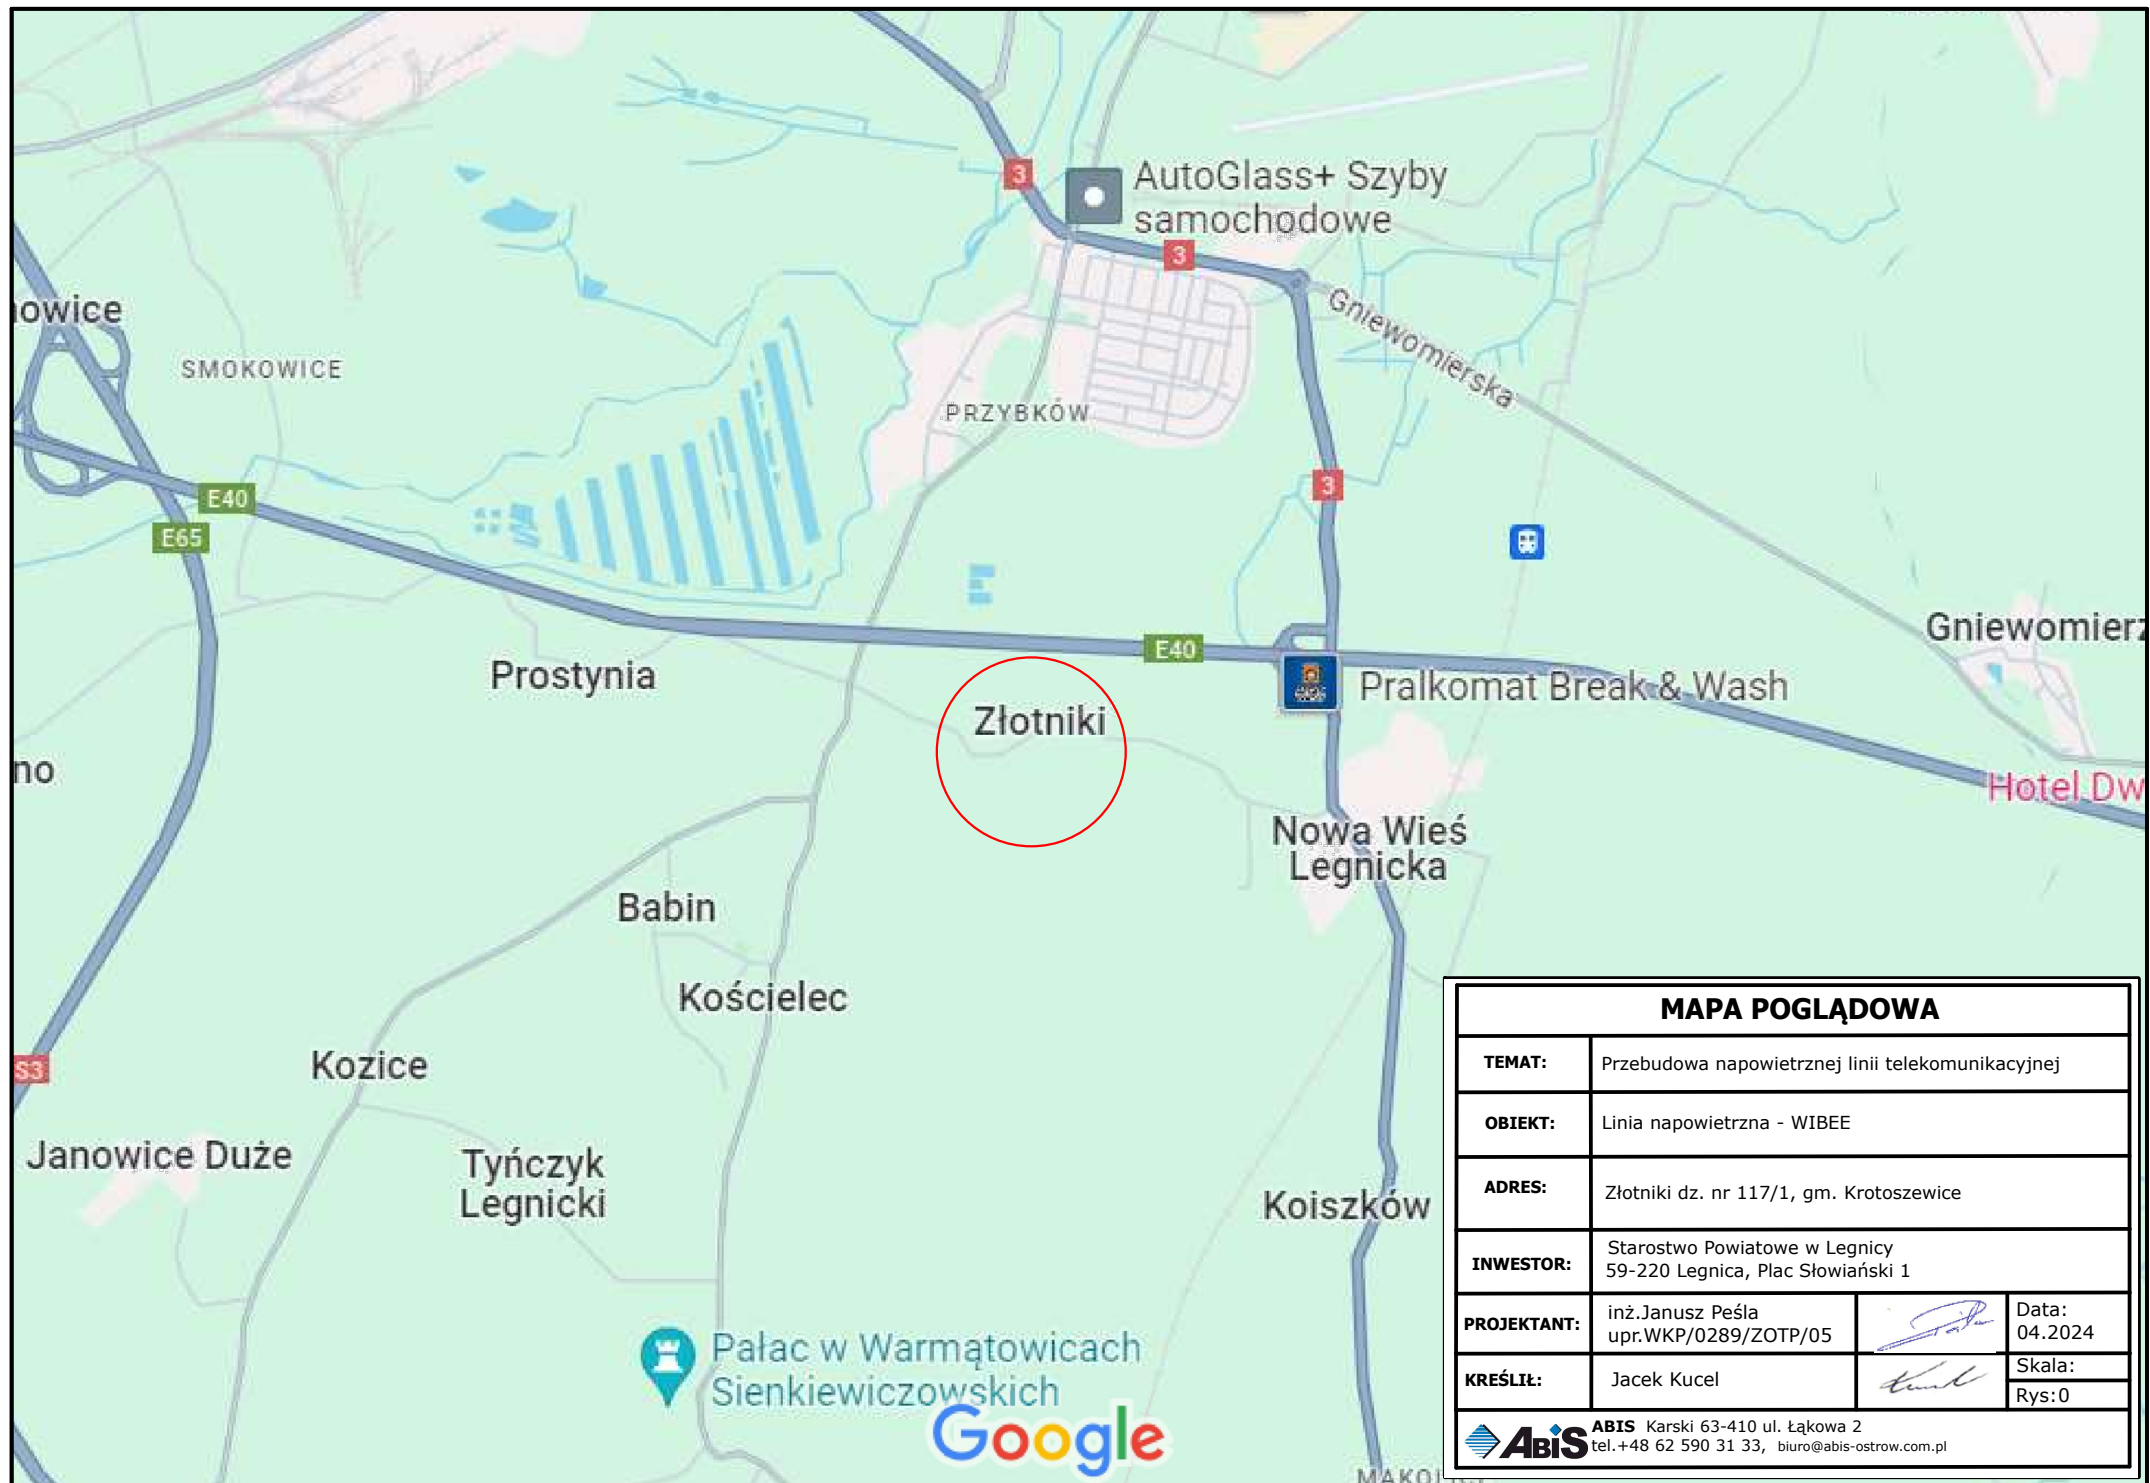 3
AutoGlass+ Szyby
samochodowe
3
nowice
Gniewomierska
SMOKOWICE
PRZYBKÓW
3
E40
E65
Gniewomierz
E40
Prostynia
Pralkomat Break & Wash
Złotniki
no
Hotel Dw
Nowa Wieś
Legnicka
Babin
Kościelec
Kozice
S3
Janowice Duże
Tyńczyk
Legnicki
Koiszków
Pałac w Warmątowicach
Sienkiewiczowskich
Google
MAPA POGLĄDOWA
TEMAT: Przebudowa napowietrznej linii telekomunikacyjnej
OBIEKT: Linia napowietrzna - WIBEE
ADRES: Złotniki dz. nr 117/1, gm. Krotoszewice
INWESTOR: Starostwo Powiatowe w Legnicy
59-220 Legnica, Plac Słowiański 1
PROJEKTANT: inż.Janusz Peśla
upr.WKP/0289/ZOTP/05
Data:
04.2024
KREŚLIŁ: Jacek Kucel
Skala:
Rys:0
ABiS
ABIS Karski 63-410 ul. Łąkowa 2
tel.+48 62 590 31 33, biuro@abis-ostrow.com.pl